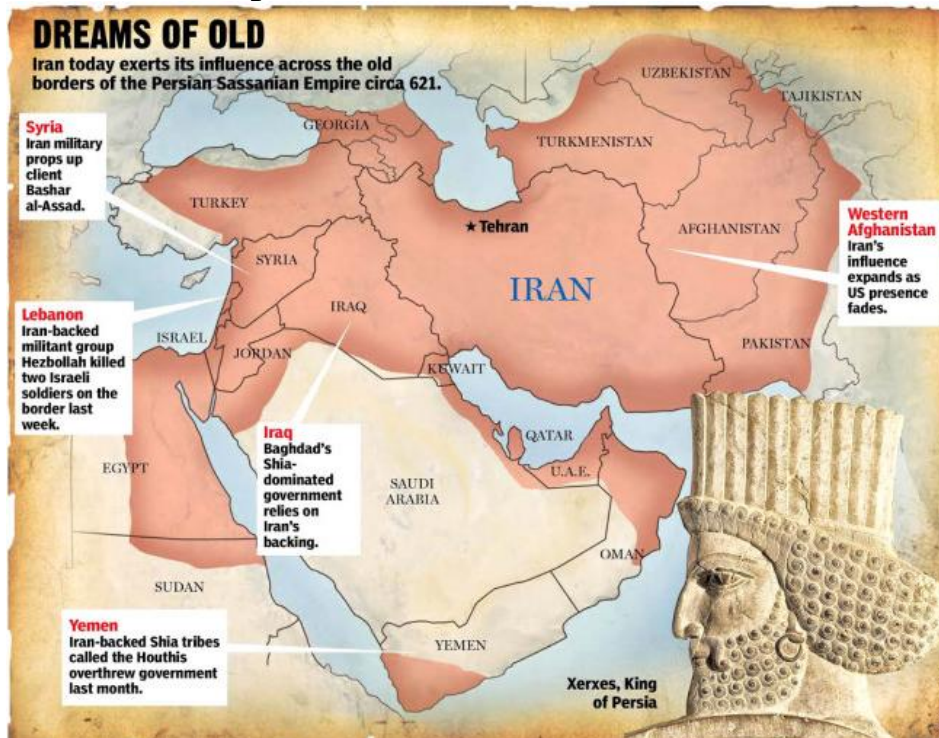 DREAMS OF OLD
Iran today exerts its influence across the old
borders of the Persian Sassanian Empire circa 621.
UZBEKISTAN
TAJIKISTAN
GEORGIA
TURKMENISTAN
Syria
Iran military
props up
client
Bashar
al-Assad.
TURKEY
★ Tehran
AFGHANISTAN
Western
Afghanistan
Iran's
influence
expands as
US presence
fades.
SYRIA
IRAN
IRAQ
Lebanon
Iran-backed
militant group
Hezbollah killed
two Israeli
soldiers on the
border last
week.
ISRAEL
JORDAN
PAKISTAN
KUWAIT
Iraq
Baghdad's
Shia-
dominated
government
relies on
Iran's
backing.
QATAR
EGYPT
U.A.E.
SAUDI
ARABIA
OMAN
SUDAN
Yemen
Iran-backed Shia tribes
called the Houthis
overthrew government
last month.
YEMEN
Xerxes, King
of Persia